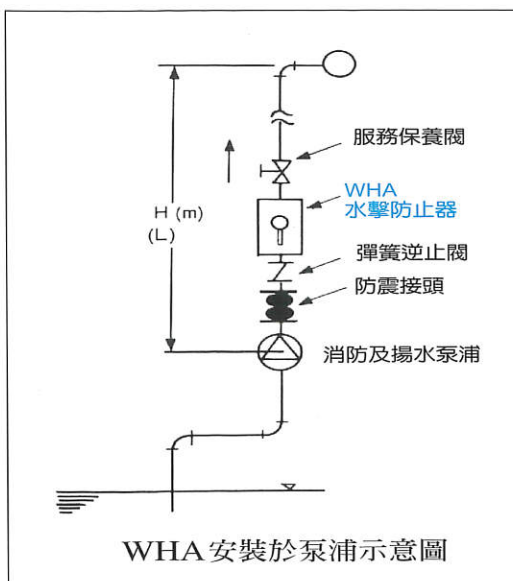 服務保養閥
WHA
水擊防止器
H (m)
(L)
彈簧逆止閥
防震接頭
消防及揚水泵浦
WHA安裝於泵浦示意圖